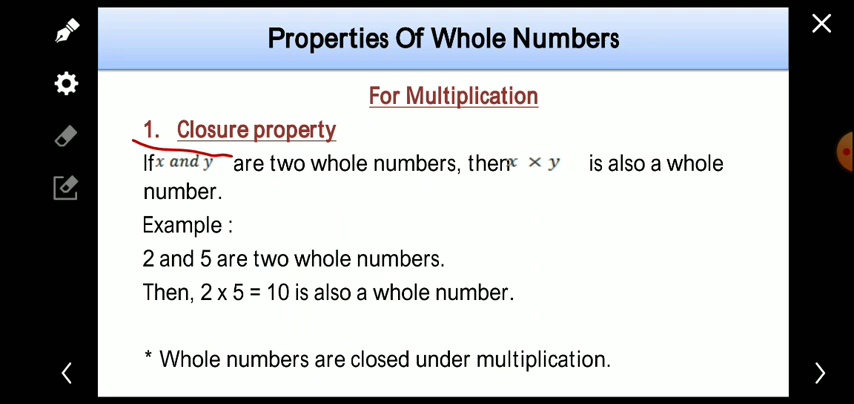 Properties Of Whole Numbers
For Multiplication
1. Closure property
If x and y are two whole numbers, then x × y is also a whole
number.
Example :
2 and 5 are two whole numbers.
Then, 2 x 5 = 10 is also a whole number.
* Whole numbers are closed under multiplication.